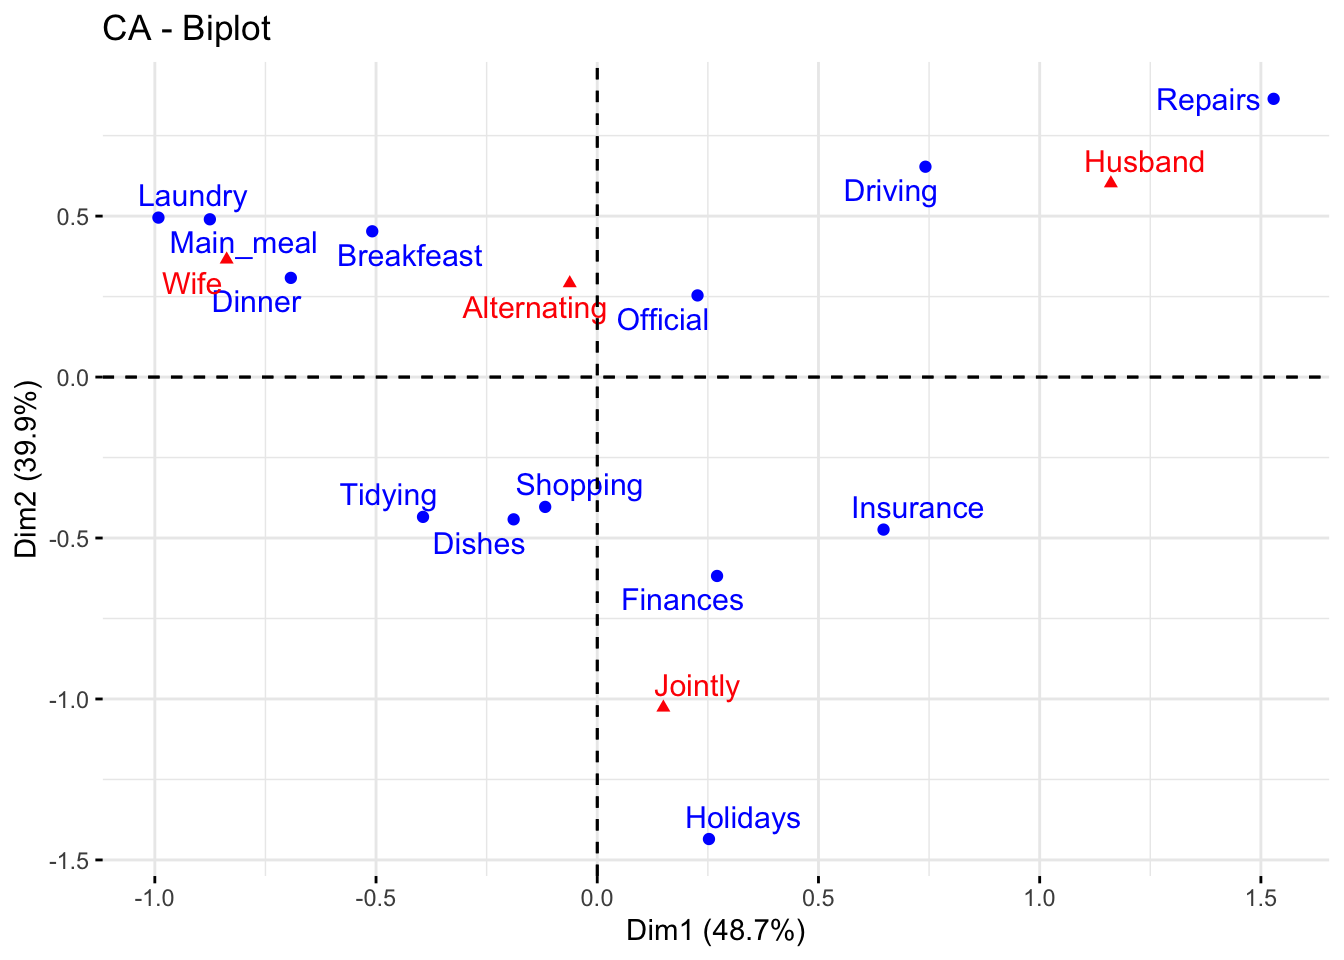 CA - Biplot
Repairs
Husband
Driving
Laundry
Main_meal
Breakfeast
Wife
Dinner
Alternating
Official
Tidying
Shopping
Dishes
Insurance
Finances
Jointly
Holidays
0.5
0.0
-0.5
-1.0
-1.5
Dim2 (39.9%)
-1.0
-0.5
0.0
0.5
1.0
1.5
Dim1 (48.7%)